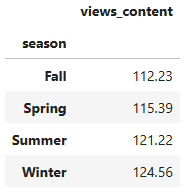 views_content
season
Fall 112.23
Spring 115.39
Summer 121.22
Winter 124.56